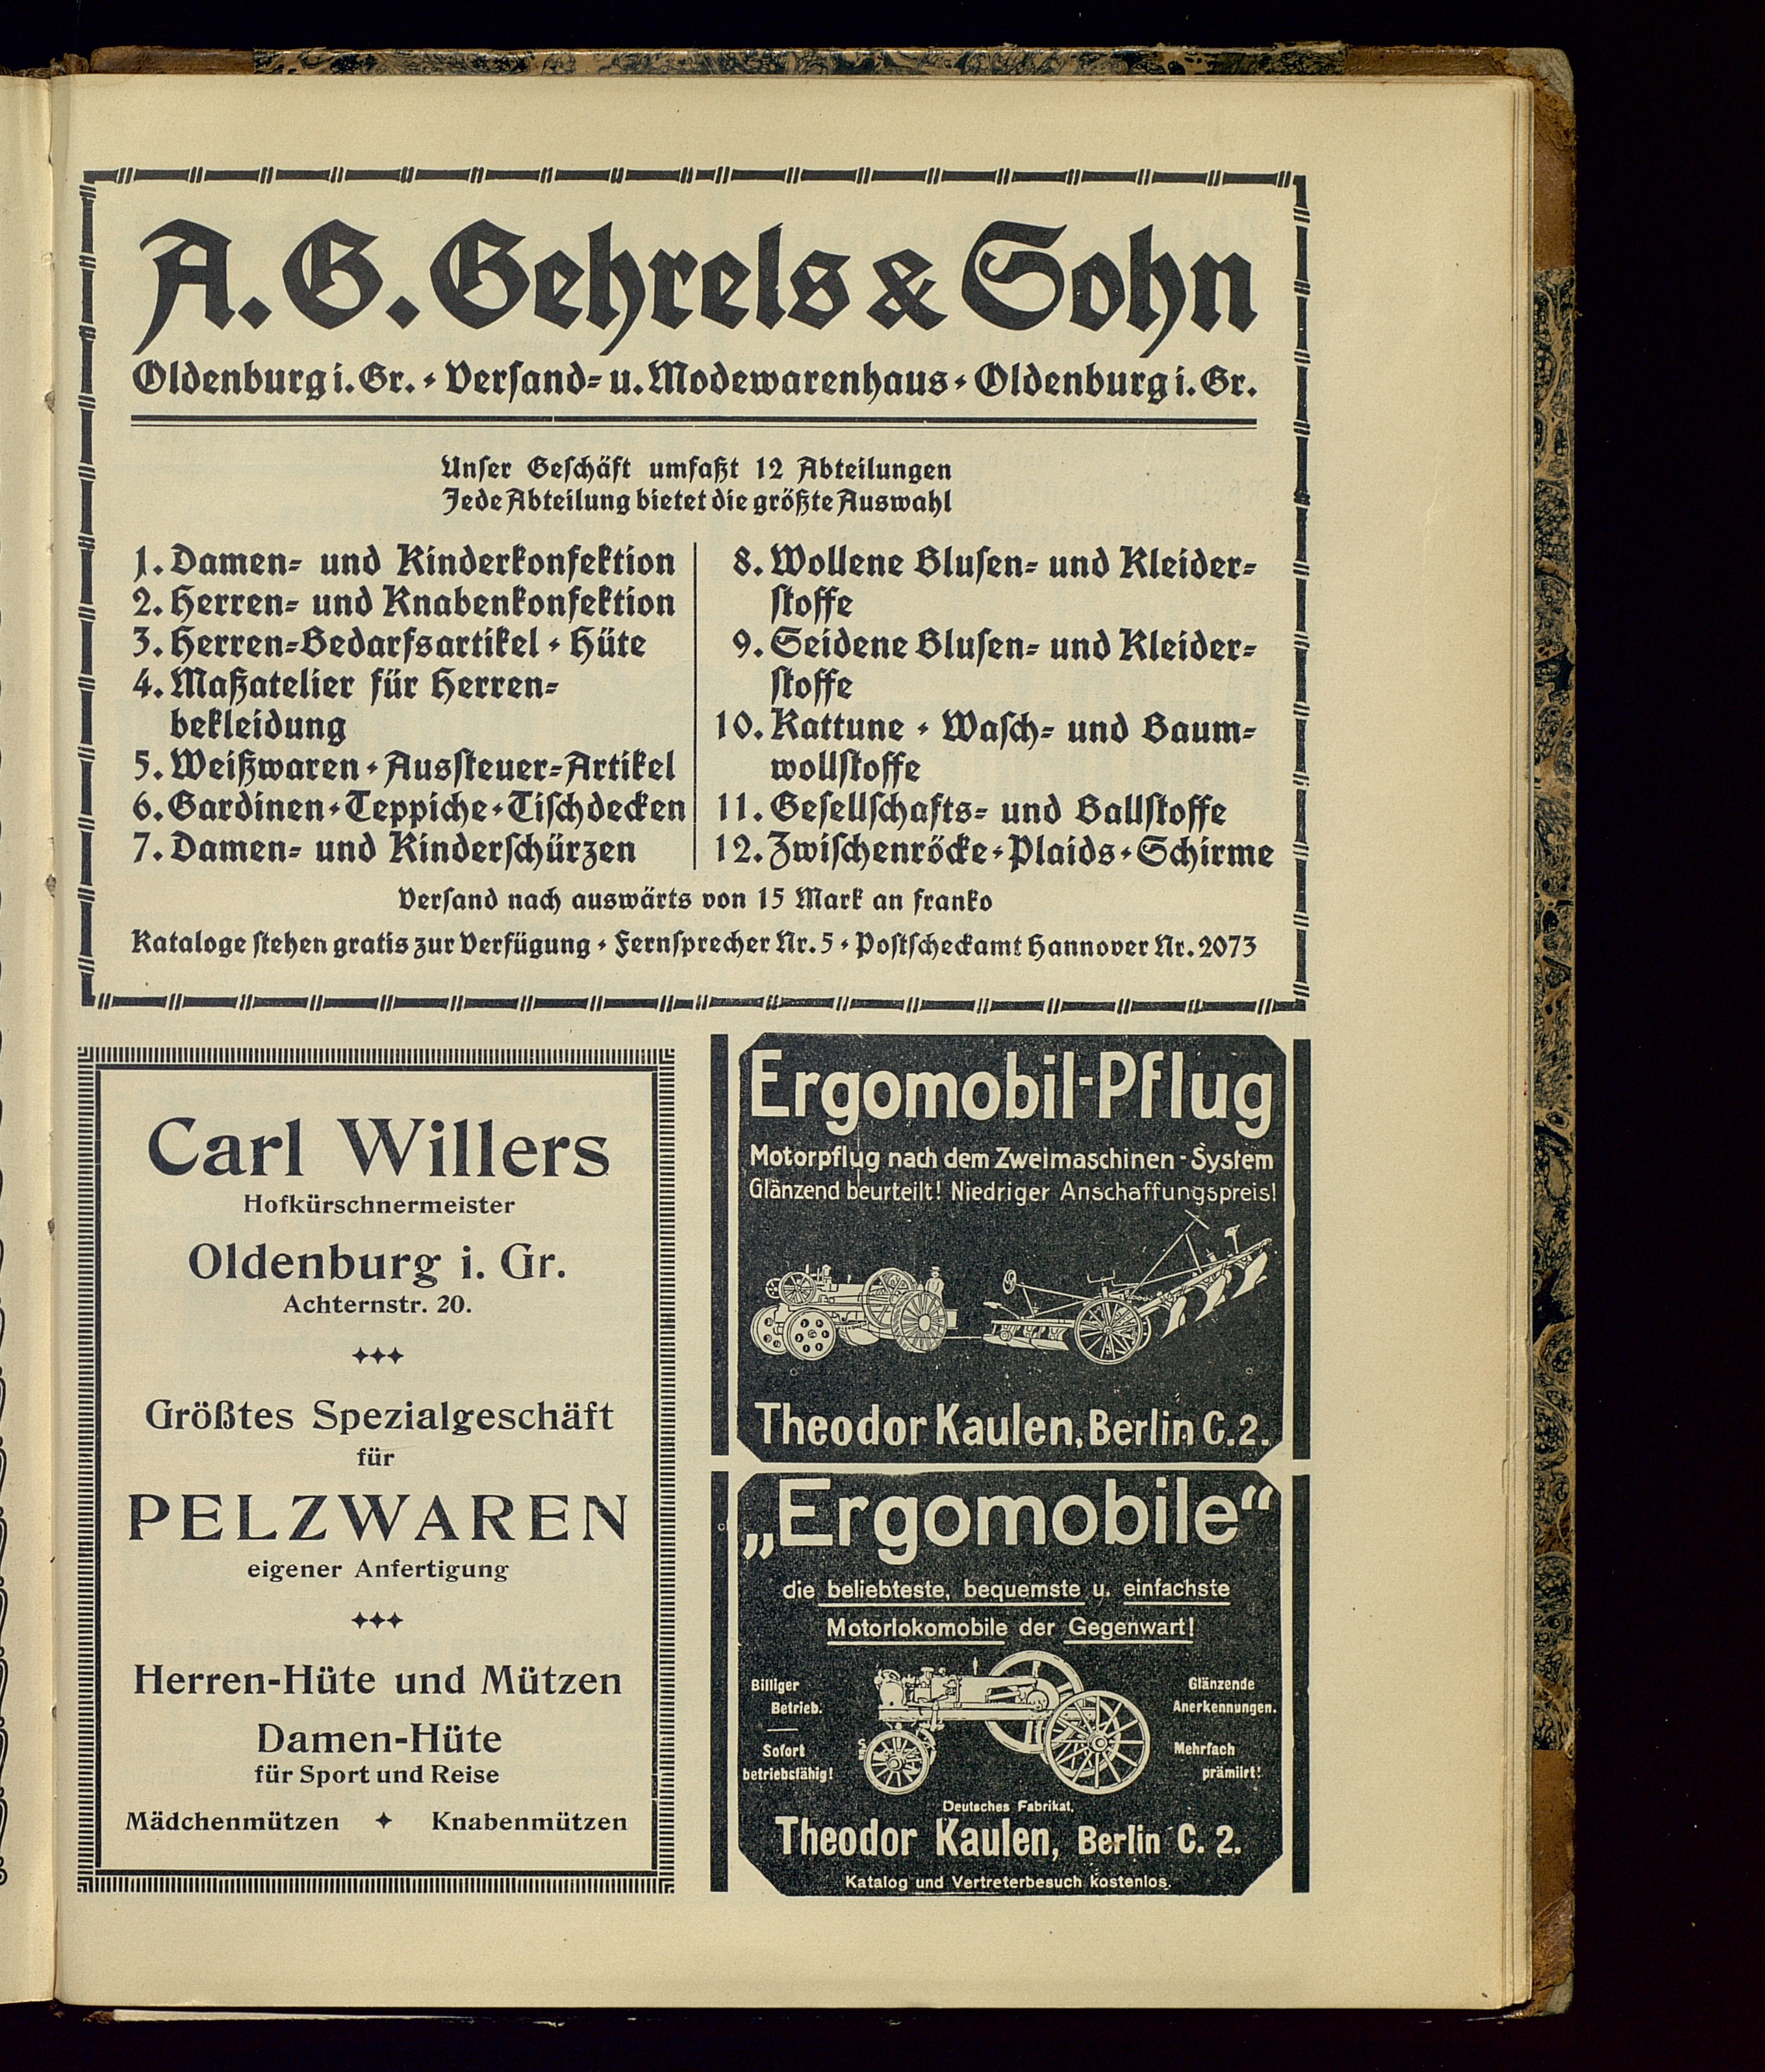 A. G. Gehrels & Sohn
Oldenburg i. Gr. · Versand- u. Modewarenhaus · Oldenburg i. Gr.
Unser Geschäft umfaßt 12 Abteilungen
Jede Abteilung bietet die größte Auswahl
1. Damen- und Kinderkonfektion
2. Herren- und Knabenkonfektion
3. Herren-Bedarfsartikel · Hüte
4. Maßatelier für Herren-
bekleidung
5. Weißwaren · Aussteuer-Artikel
6. Gardinen · Teppiche · Tischdecken
7. Damen- und Kinderschürzen
8. Wollene Blusen- und Kleider-
stoffe
9. Seidene Blusen- und Kleider-
stoffe
10. Kattune · Wasch- und Baum-
wollstoffe
11. Gesellschafts- und Ballstoffe
12. Zwischenröcke · Plaids · Schirme
Versand nach auswärts von 15 Mark an franko
Kataloge stehen gratis zur Verfügung · Fernsprecher Nr. 5 · Postscheckamt Hannover Nr. 2073
Carl Willers
Hofkürschnermeister
Oldenburg i. Gr.
Achternstr. 20.
Größtes Spezialgeschäft
für
PELZWAREN
eigener Anfertigung
Herren-Hüte und Mützen
Damen-Hüte
für Sport und Reise
Mädchenmützen ✦ Knabenmützen
Ergomobil-Pflug
Motorpflug nach dem Zweimaschinen-System
Glänzend beurteilt! Niedriger Anschaffungspreis!
Theodor Kaulen, Berlin C. 2.
„Ergomobile“
die beliebteste, bequemste u. einfachste
Motorlokomobile der Gegenwart!
Billiger
Betrieb.
Sofort
betriebsfähig!
Glänzende
Anerkennungen.
Mehrfach
prämiirt!
Deutsches Fabrikat.
Theodor Kaulen, Berlin C. 2.
Katalog und Vertreterbesuch kostenlos.